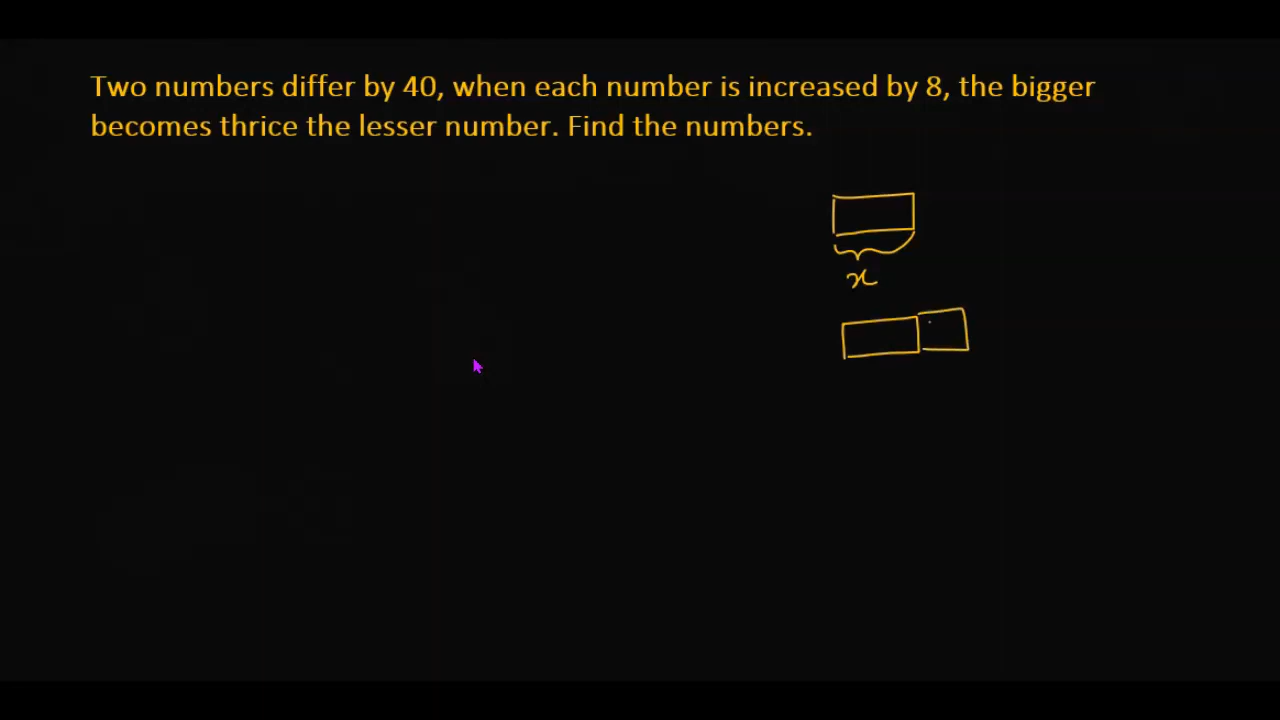 Two numbers differ by 40, when each number is increased by 8, the bigger
becomes thrice the lesser number. Find the numbers.
x